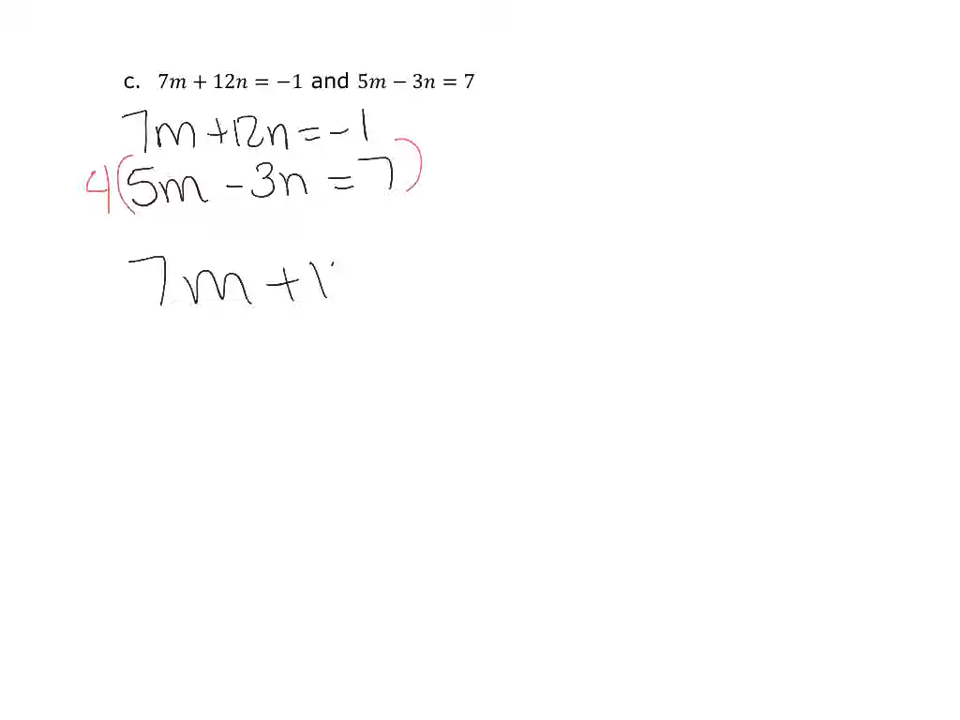 c. 7m + 12n = −1 and 5m − 3n = 7
7m +12n = -1
4(5m - 3n = 7)
7m +1